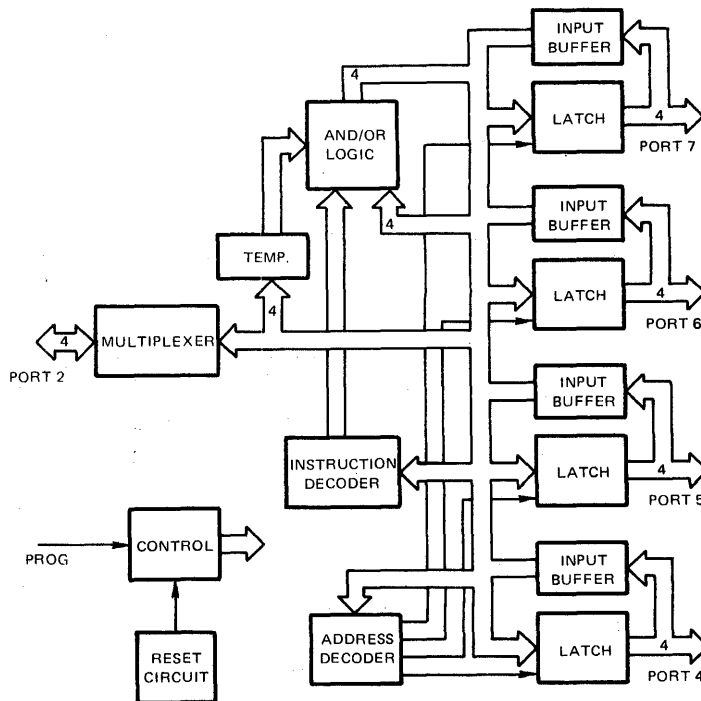 INPUT
BUFFER
4
AND/OR
LOGIC
LATCH
4
PORT 7
INPUT
BUFFER
4
TEMP.
LATCH
4
PORT 6
4
4
MULTIPLEXER
PORT 2
INPUT
BUFFER
INSTRUCTION
DECODER
LATCH
4
PORT 5
PROG
CONTROL
INPUT
BUFFER
ADDRESS
DECODER
LATCH
4
PORT 4
RESET
CIRCUIT